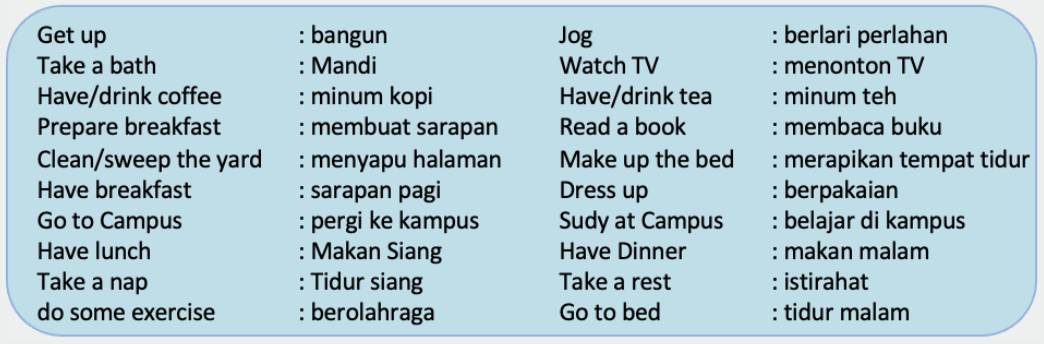 Get up : bangun
Take a bath : Mandi
Have/drink coffee : minum kopi
Prepare breakfast : membuat sarapan
Clean/sweep the yard : menyapu halaman
Have breakfast : sarapan pagi
Go to Campus : pergi ke kampus
Have lunch : Makan Siang
Take a nap : Tidur siang
do some exercise : berolahraga
Jog : berlari perlahan
Watch TV : menonton TV
Have/drink tea : minum teh
Read a book : membaca buku
Make up the bed : merapikan tempat tidur
Dress up : berpakaian
Sudy at Campus : belajar di kampus
Have Dinner : makan malam
Take a rest : istirahat
Go to bed : tidur malam